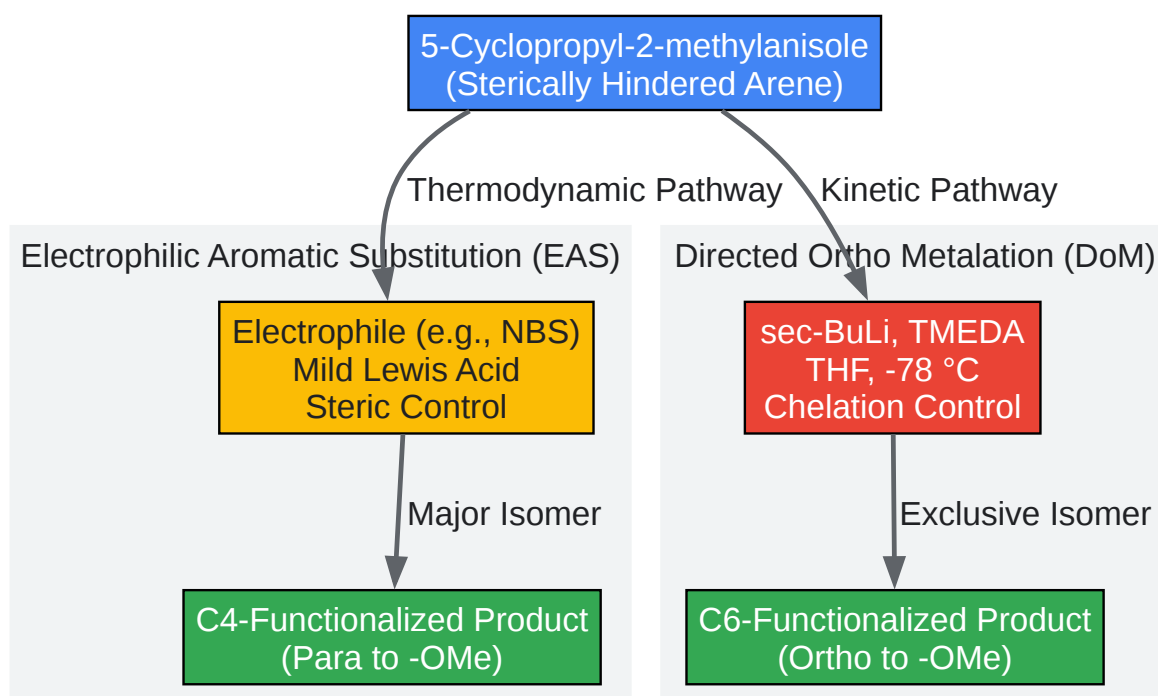 5-Cyclopropyl-2-methylanisole
(Sterically Hindered Arene)
Thermodynamic Pathway
Kinetic Pathway
Electrophilic Aromatic Substitution (EAS)
Directed Ortho Metalation (DoM)
Electrophile (e.g., NBS)
Mild Lewis Acid
Steric Control
sec-BuLi, TMEDA
THF, -78 °C
Chelation Control
Major Isomer
Exclusive Isomer
C4-Functionalized Product
(Para to -OMe)
C6-Functionalized Product
(Ortho to -OMe)